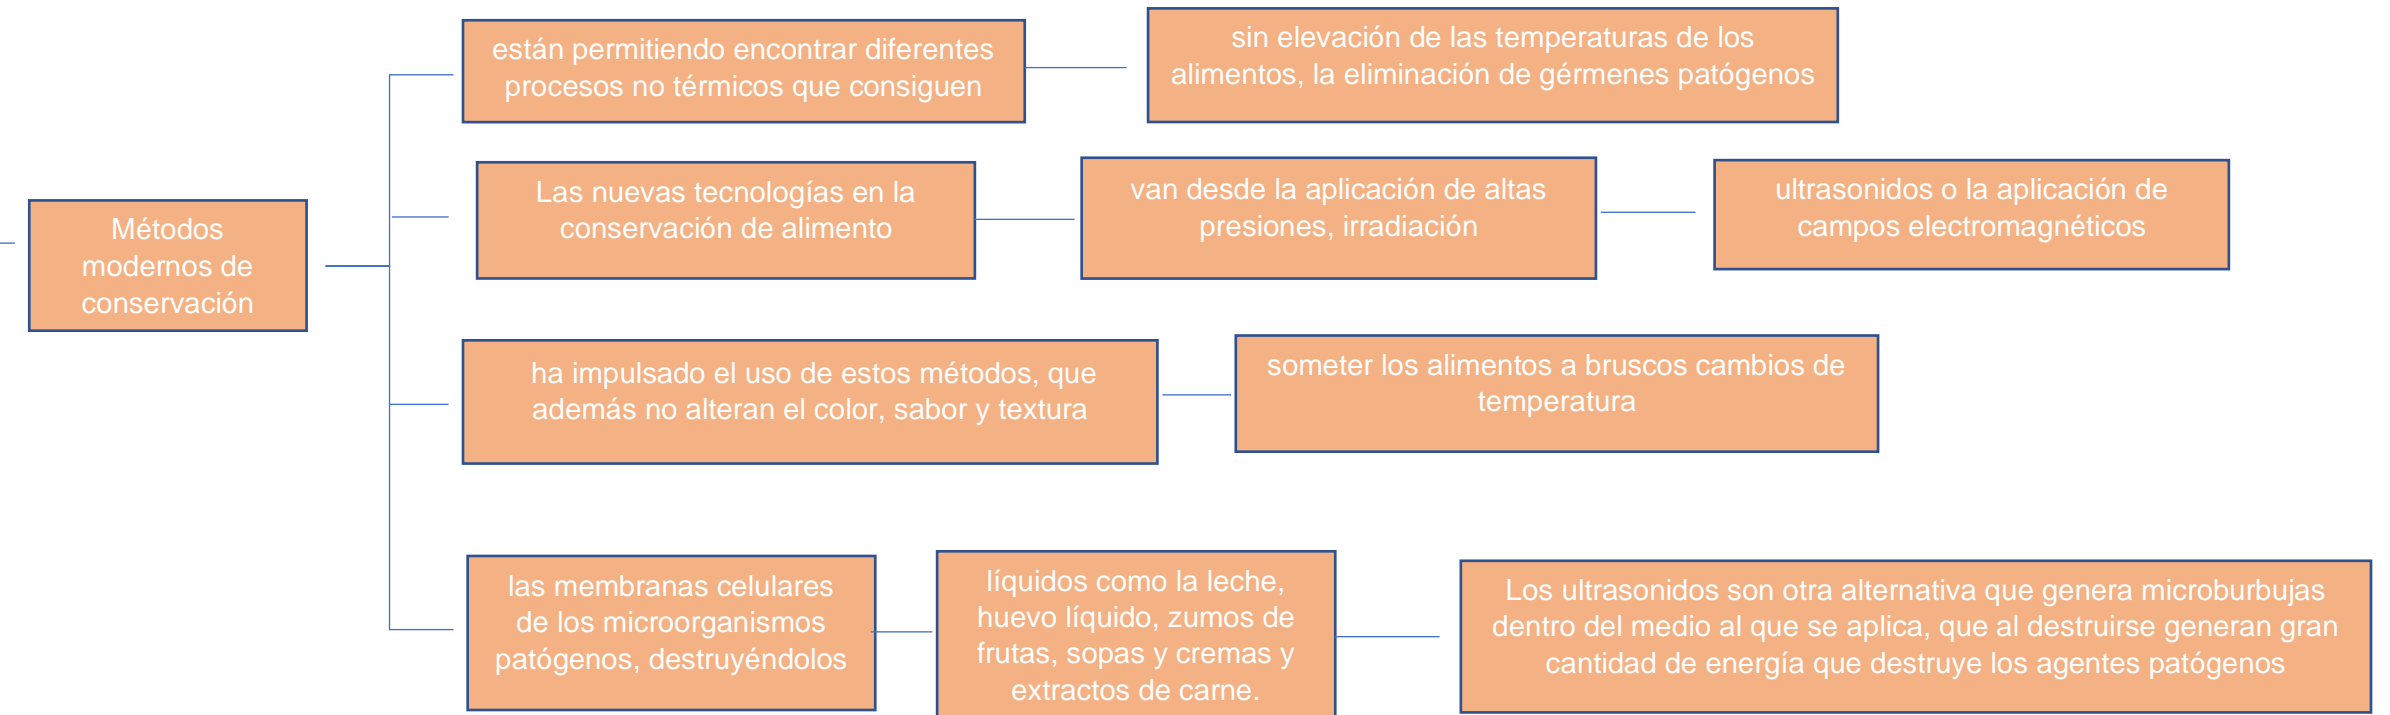 Métodos
modernos de
conservación
están permitiendo encontrar diferentes
procesos no térmicos que consiguen
sin elevación de las temperaturas de los
alimentos, la eliminación de gérmenes patógenos
Las nuevas tecnologías en la
conservación de alimento
van desde la aplicación de altas
presiones, irradiación
ultrasonidos o la aplicación de
campos electromagnéticos
ha impulsado el uso de estos métodos, que
además no alteran el color, sabor y textura
someter los alimentos a bruscos cambios de
temperatura
las membranas celulares
de los microorganismos
patógenos, destruyéndolos
líquidos como la leche,
huevo líquido, zumos de
frutas, sopas y cremas y
extractos de carne.
Los ultrasonidos son otra alternativa que genera microburbujas
dentro del medio al que se aplica, que al destruirse generan gran
cantidad de energía que destruye los agentes patógenos